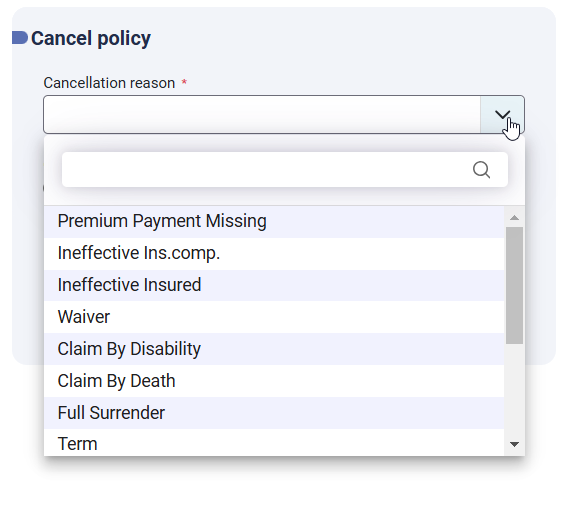 Cancel policy
Cancellation reason *
Premium Payment Missing
Ineffective Ins.comp.
Ineffective Insured
Waiver
Claim By Disability
Claim By Death
Full Surrender
Term